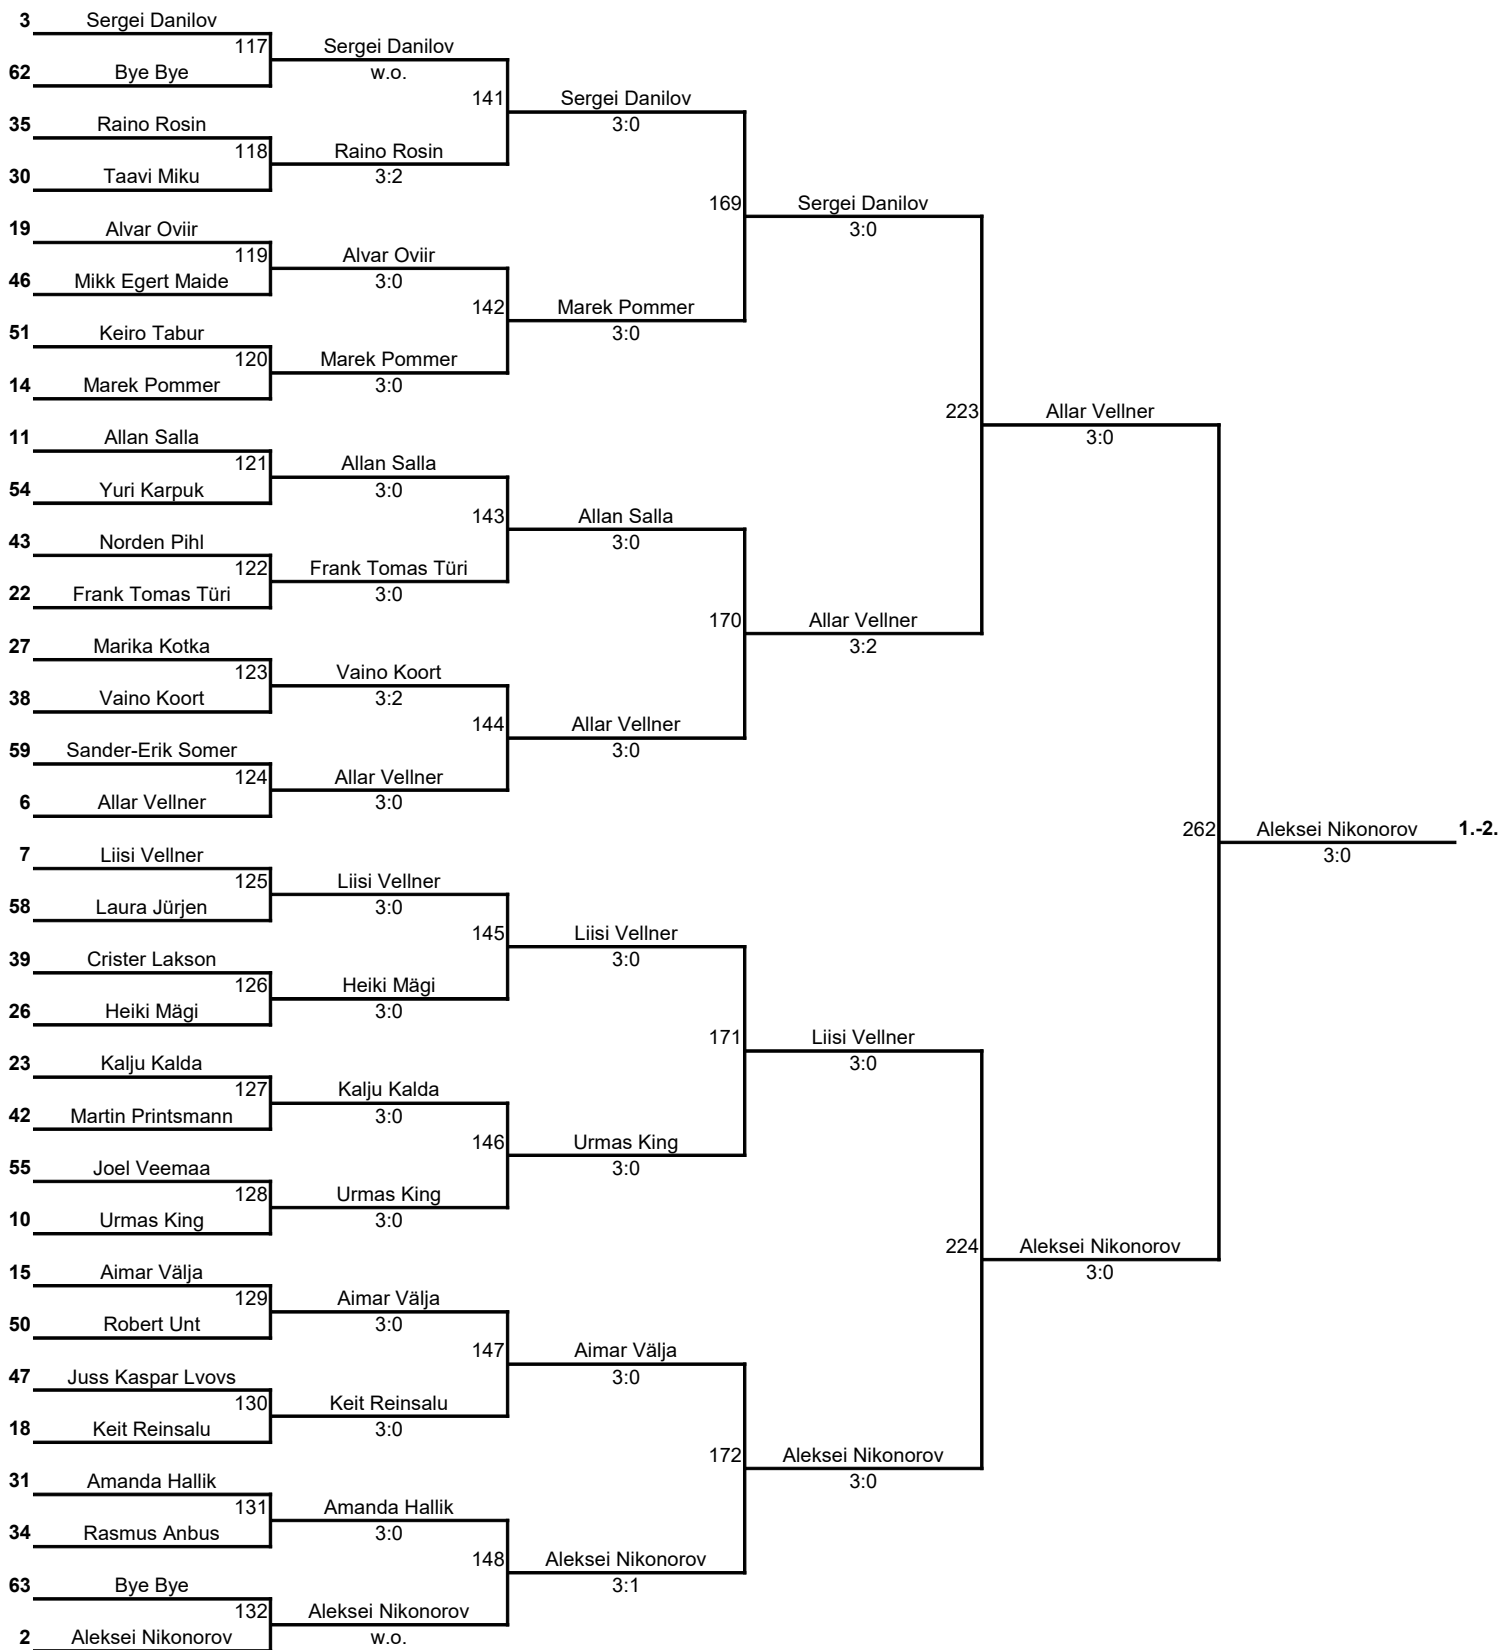 3 Sergei Danilov
117 Sergei Danilov
62 Bye Bye w.o.
141 Sergei Danilov
35 Raino Rosin 3:0
118 Raino Rosin
30 Taavi Miku 3:2
169 Sergei Danilov
19 Alvar Oviir 3:0
119 Alvar Oviir
46 Mikk Egert Maide 3:0
142 Marek Pommer
51 Keiro Tabur 3:0
120 Marek Pommer
14 Marek Pommer 3:0
223 Allar Vellner
11 Allan Salla 3:0
121 Allan Salla
54 Yuri Karpuk 3:0
143 Allan Salla
43 Norden Pihl 3:0
122 Frank Tomas Türi
22 Frank Tomas Türi 3:0
170 Allar Vellner
27 Marika Kotka 3:2
123 Vaino Koort
38 Vaino Koort 3:2
144 Allar Vellner
59 Sander-Erik Somer 3:0
124 Allar Vellner
6 Allar Vellner 3:0
262 Aleksei Nikonorov 1.-2.
7 Liisi Vellner 3:0
125 Liisi Vellner
58 Laura Jürjen 3:0
145 Liisi Vellner
39 Crister Lakson 3:0
126 Heiki Mägi
26 Heiki Mägi 3:0
171 Liisi Vellner
23 Kalju Kalda 3:0
127 Kalju Kalda
42 Martin Printsmann 3:0
146 Urmas King
55 Joel Veemaa 3:0
128 Urmas King
10 Urmas King 3:0
224 Aleksei Nikonorov
15 Aimar Välja 3:0
129 Aimar Välja
50 Robert Unt 3:0
147 Aimar Välja
47 Juss Kaspar Lvovs 3:0
130 Keit Reinsalu
18 Keit Reinsalu 3:0
172 Aleksei Nikonorov
31 Amanda Hallik 3:0
131 Amanda Hallik
34 Rasmus Anbus 3:0
148 Aleksei Nikonorov
63 Bye Bye 3:1
132 Aleksei Nikonorov
2 Aleksei Nikonorov w.o.